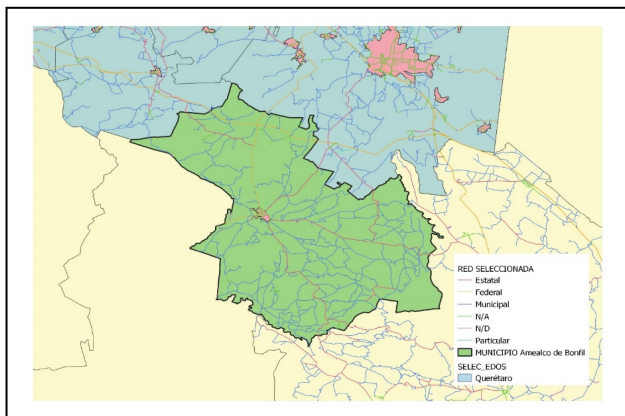 RED SELECCIONADA
Estatal
Federal
Municipal
N/A
N/D
Particular
MUNICIPIO Amealco de Bonfil
SELEC_EDOS
Querétaro